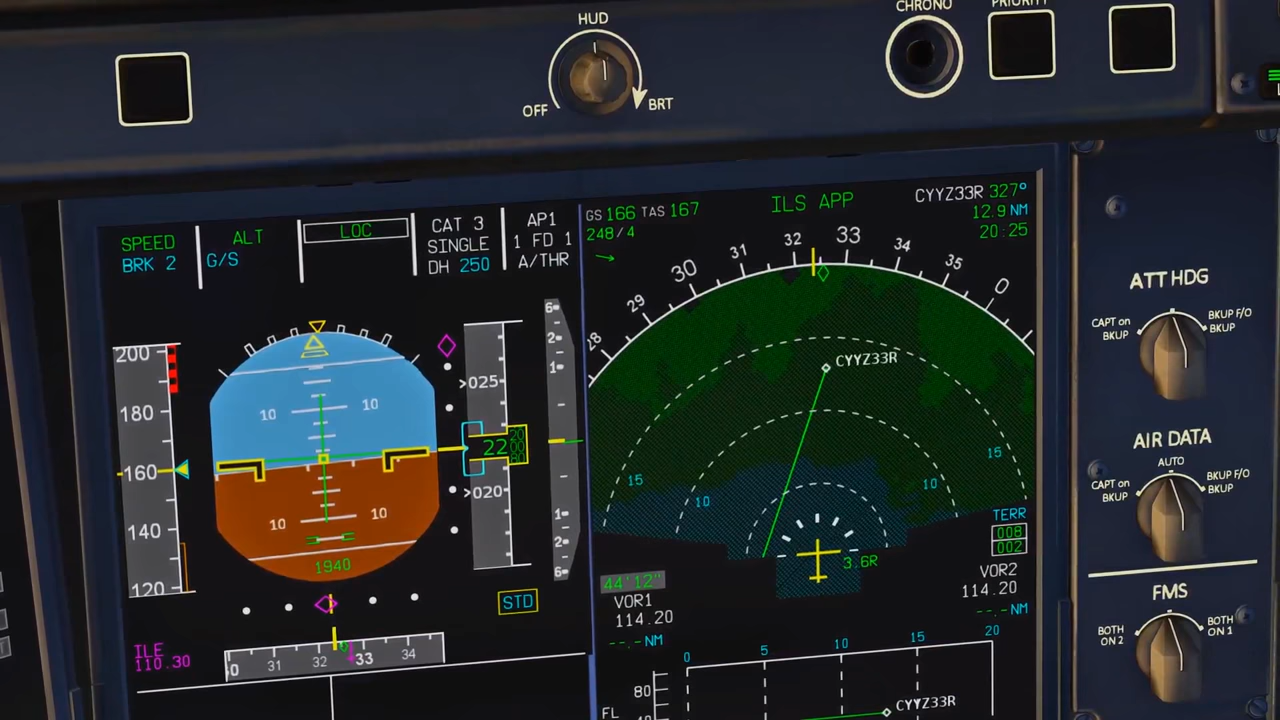 HUD
OFF
BRT
CHRONO
PRIORITY
SPEED
BRK 2
ALT
G/S
LOC
CAT 3
SINGLE
DH 250
AP1
1 FD 1
A/THR
GS 166 TAS 167
248/4
ILS APP
CYYZ33R 327°
12.9 NM
20:25
28
29
30
31
32
33
34
35
0
200
180
160
140
120
10
10
10
10
1940
025
22
020
6
2
1
1
2
6
STD
ILE
110.30
31
32
33
34
CYYZ33R
15
10
10
15
3.6R
TERR
008
002
44'12"
VOR1
114.20
--.-NM
VOR2
114.20
--.-NM
0
5
10
15
20
80
FL
CYYZ33R
ATT HDG
CAPT on
BKUP
BKUP F/O
BKUP
AIR DATA
AUTO
CAPT on
BKUP
BKUP F/O
BKUP
FMS
BOTH
ON 2
BOTH
ON 1